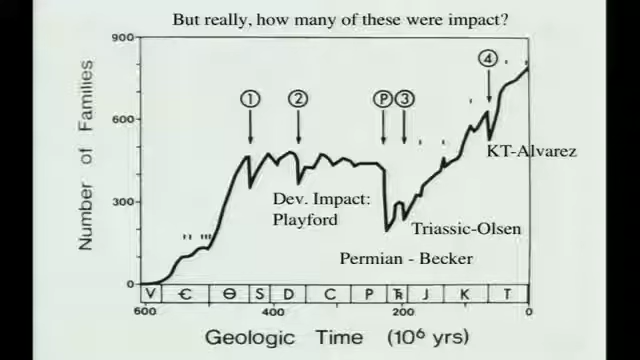 But really, how many of these were impact?
900
600
300
0
Number of Families
1
2
P
3
4
KT-Alvarez
Dev. Impact:
Playford
Triassic-Olsen
Permian - Becker
V Є Ɵ S D C P TR J K T
600 400 200 0
Geologic Time (10⁶ yrs)